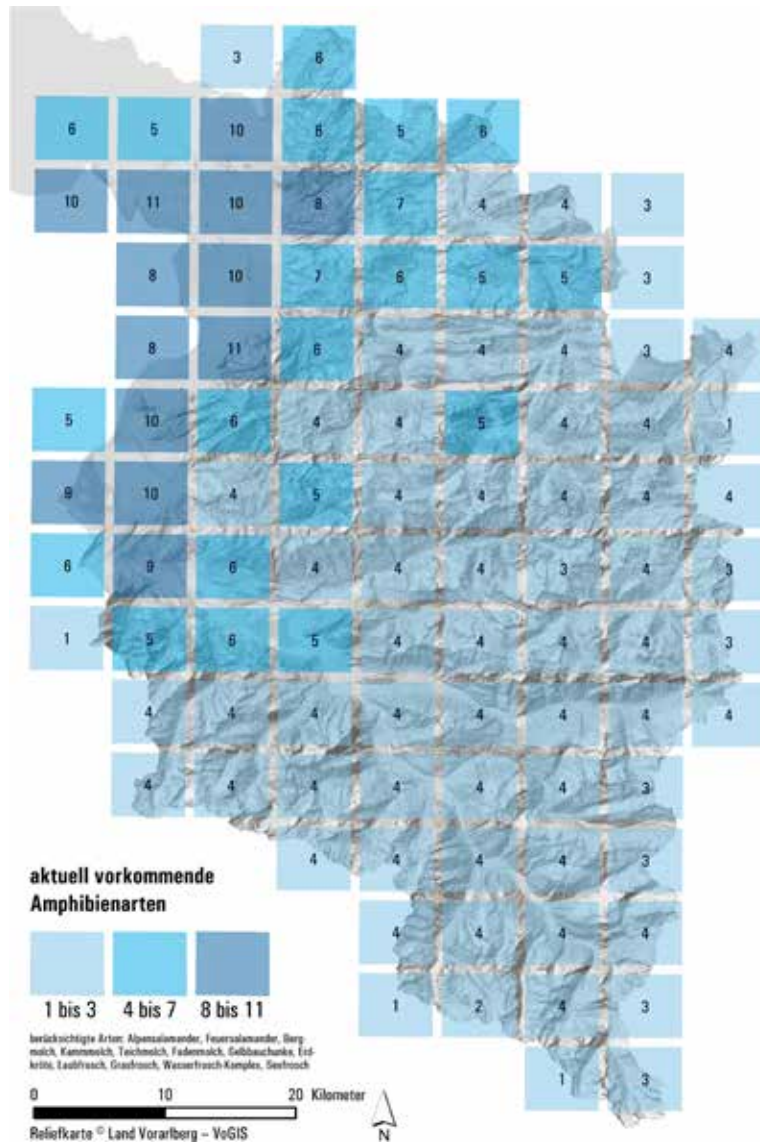 3 6
6 5 10 6 5 6
10 11 10 8 7 4 4 3
8 10 7 6 5 5 3
8 11 6 4 4 4 3 4
5 10 6 4 4 5 4 4 1
9 10 4 5 4 4 4 4 4
6 9 6 4 4 4 3 4 3
1 5 6 5 4 4 4 4 3
4 4 4 4 4 4 4 4
4 4 4 4 4 4 3
4 4 4 4 3
4 4 4 4
1 2 4 3
1 3
aktuell vorkommende
Amphibienarten
1 bis 3 4 bis 7 8 bis 11
berücksichtigte Arten: Alpensalamander, Feuersalamander, Berg-
molch, Kammmolch, Teichmolch, Fadenmolch, Gelbbauchunke, Erd-
kröte, Laubfrosch, Grasfrosch, Wasserfrosch-Komplex, Seefrosch
0 10 20 Kilometer
Reliefkarte © Land Vorarlberg – VoGIS
N